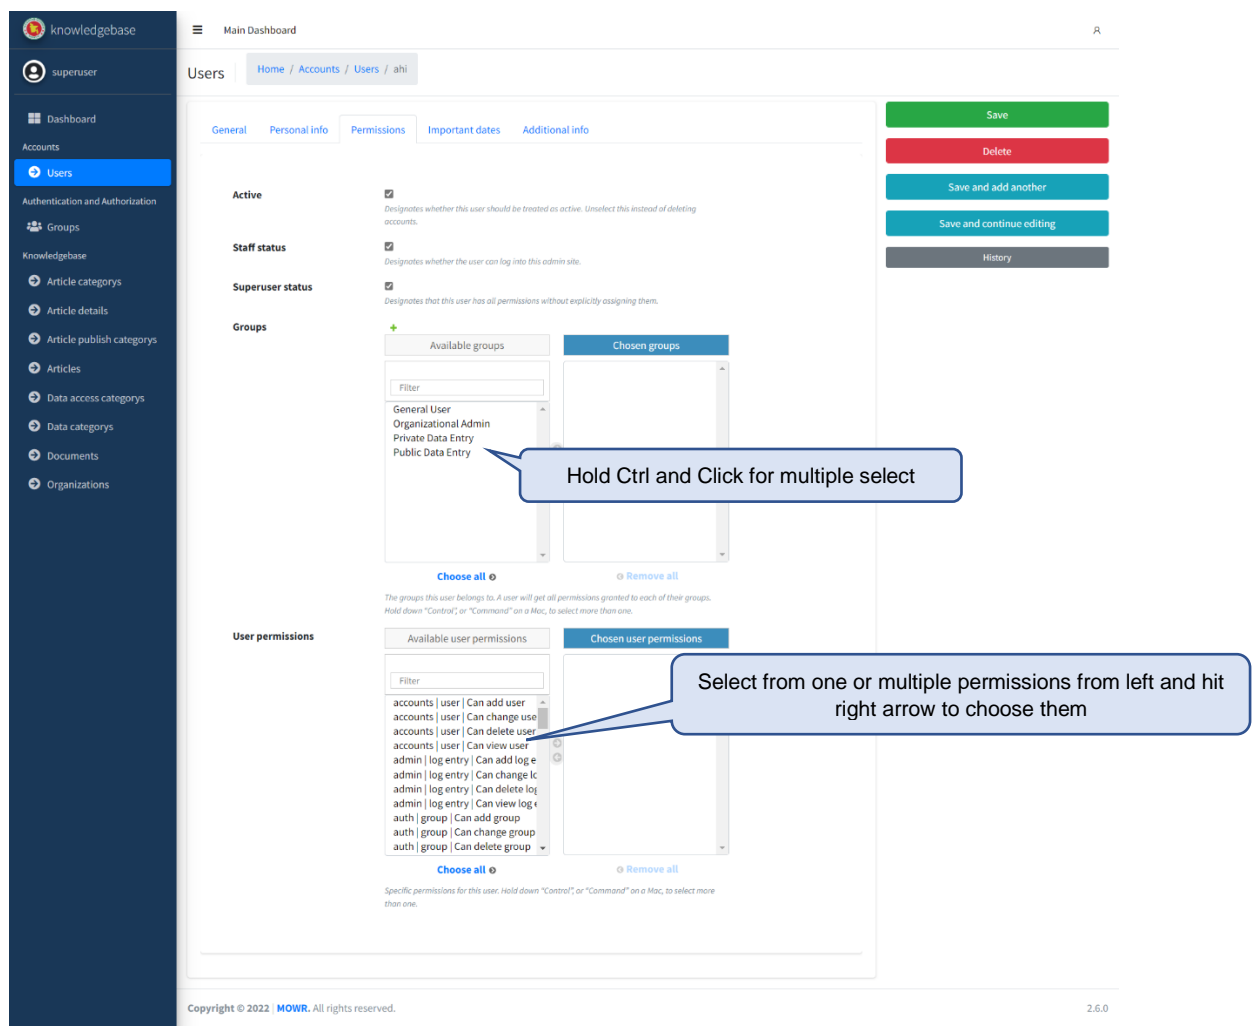 knowledgebase
Main Dashboard
superuser
Users
Home / Accounts / Users / ahi
Dashboard
Accounts
Users
Authentication and Authorization
Groups
Knowledgebase
Article categorys
Article details
Article publish categorys
Articles
Data access categorys
Data categorys
Documents
Organizations
General Personal info Permissions Important dates Additional info
Save
Delete
Save and add another
Save and continue editing
History
Active
Designates whether this user should be treated as active. Unselect this instead of deleting
accounts.
Staff status
Designates whether the user can log into this admin site.
Superuser status
Designates that this user has all permissions without explicitly assigning them.
Groups
Available groups
Chosen groups
Filter
General User
Organizational Admin
Private Data Entry
Public Data Entry
Hold Ctrl and Click for multiple select
Choose all
Remove all
The groups this user belongs to. A user will get all permissions granted to each of their groups.
Hold down "Control", or "Command" on a Mac, to select more than one.
User permissions
Available user permissions
Chosen user permissions
Filter
Select from one or multiple permissions from left and hit
right arrow to choose them
accounts | user | Can add user
accounts | user | Can change use
accounts | user | Can delete user
accounts | user | Can view user
admin | log entry | Can add log e
admin | log entry | Can change lo
admin | log entry | Can delete log
admin | log entry | Can view log e
auth | group | Can add group
auth | group | Can change group
auth | group | Can delete group
Choose all
Remove all
Specific permissions for this user. Hold down "Control", or "Command" on a Mac, to select more
than one.
Copyright © 2022 | MOWR. All rights reserved.
2.6.0